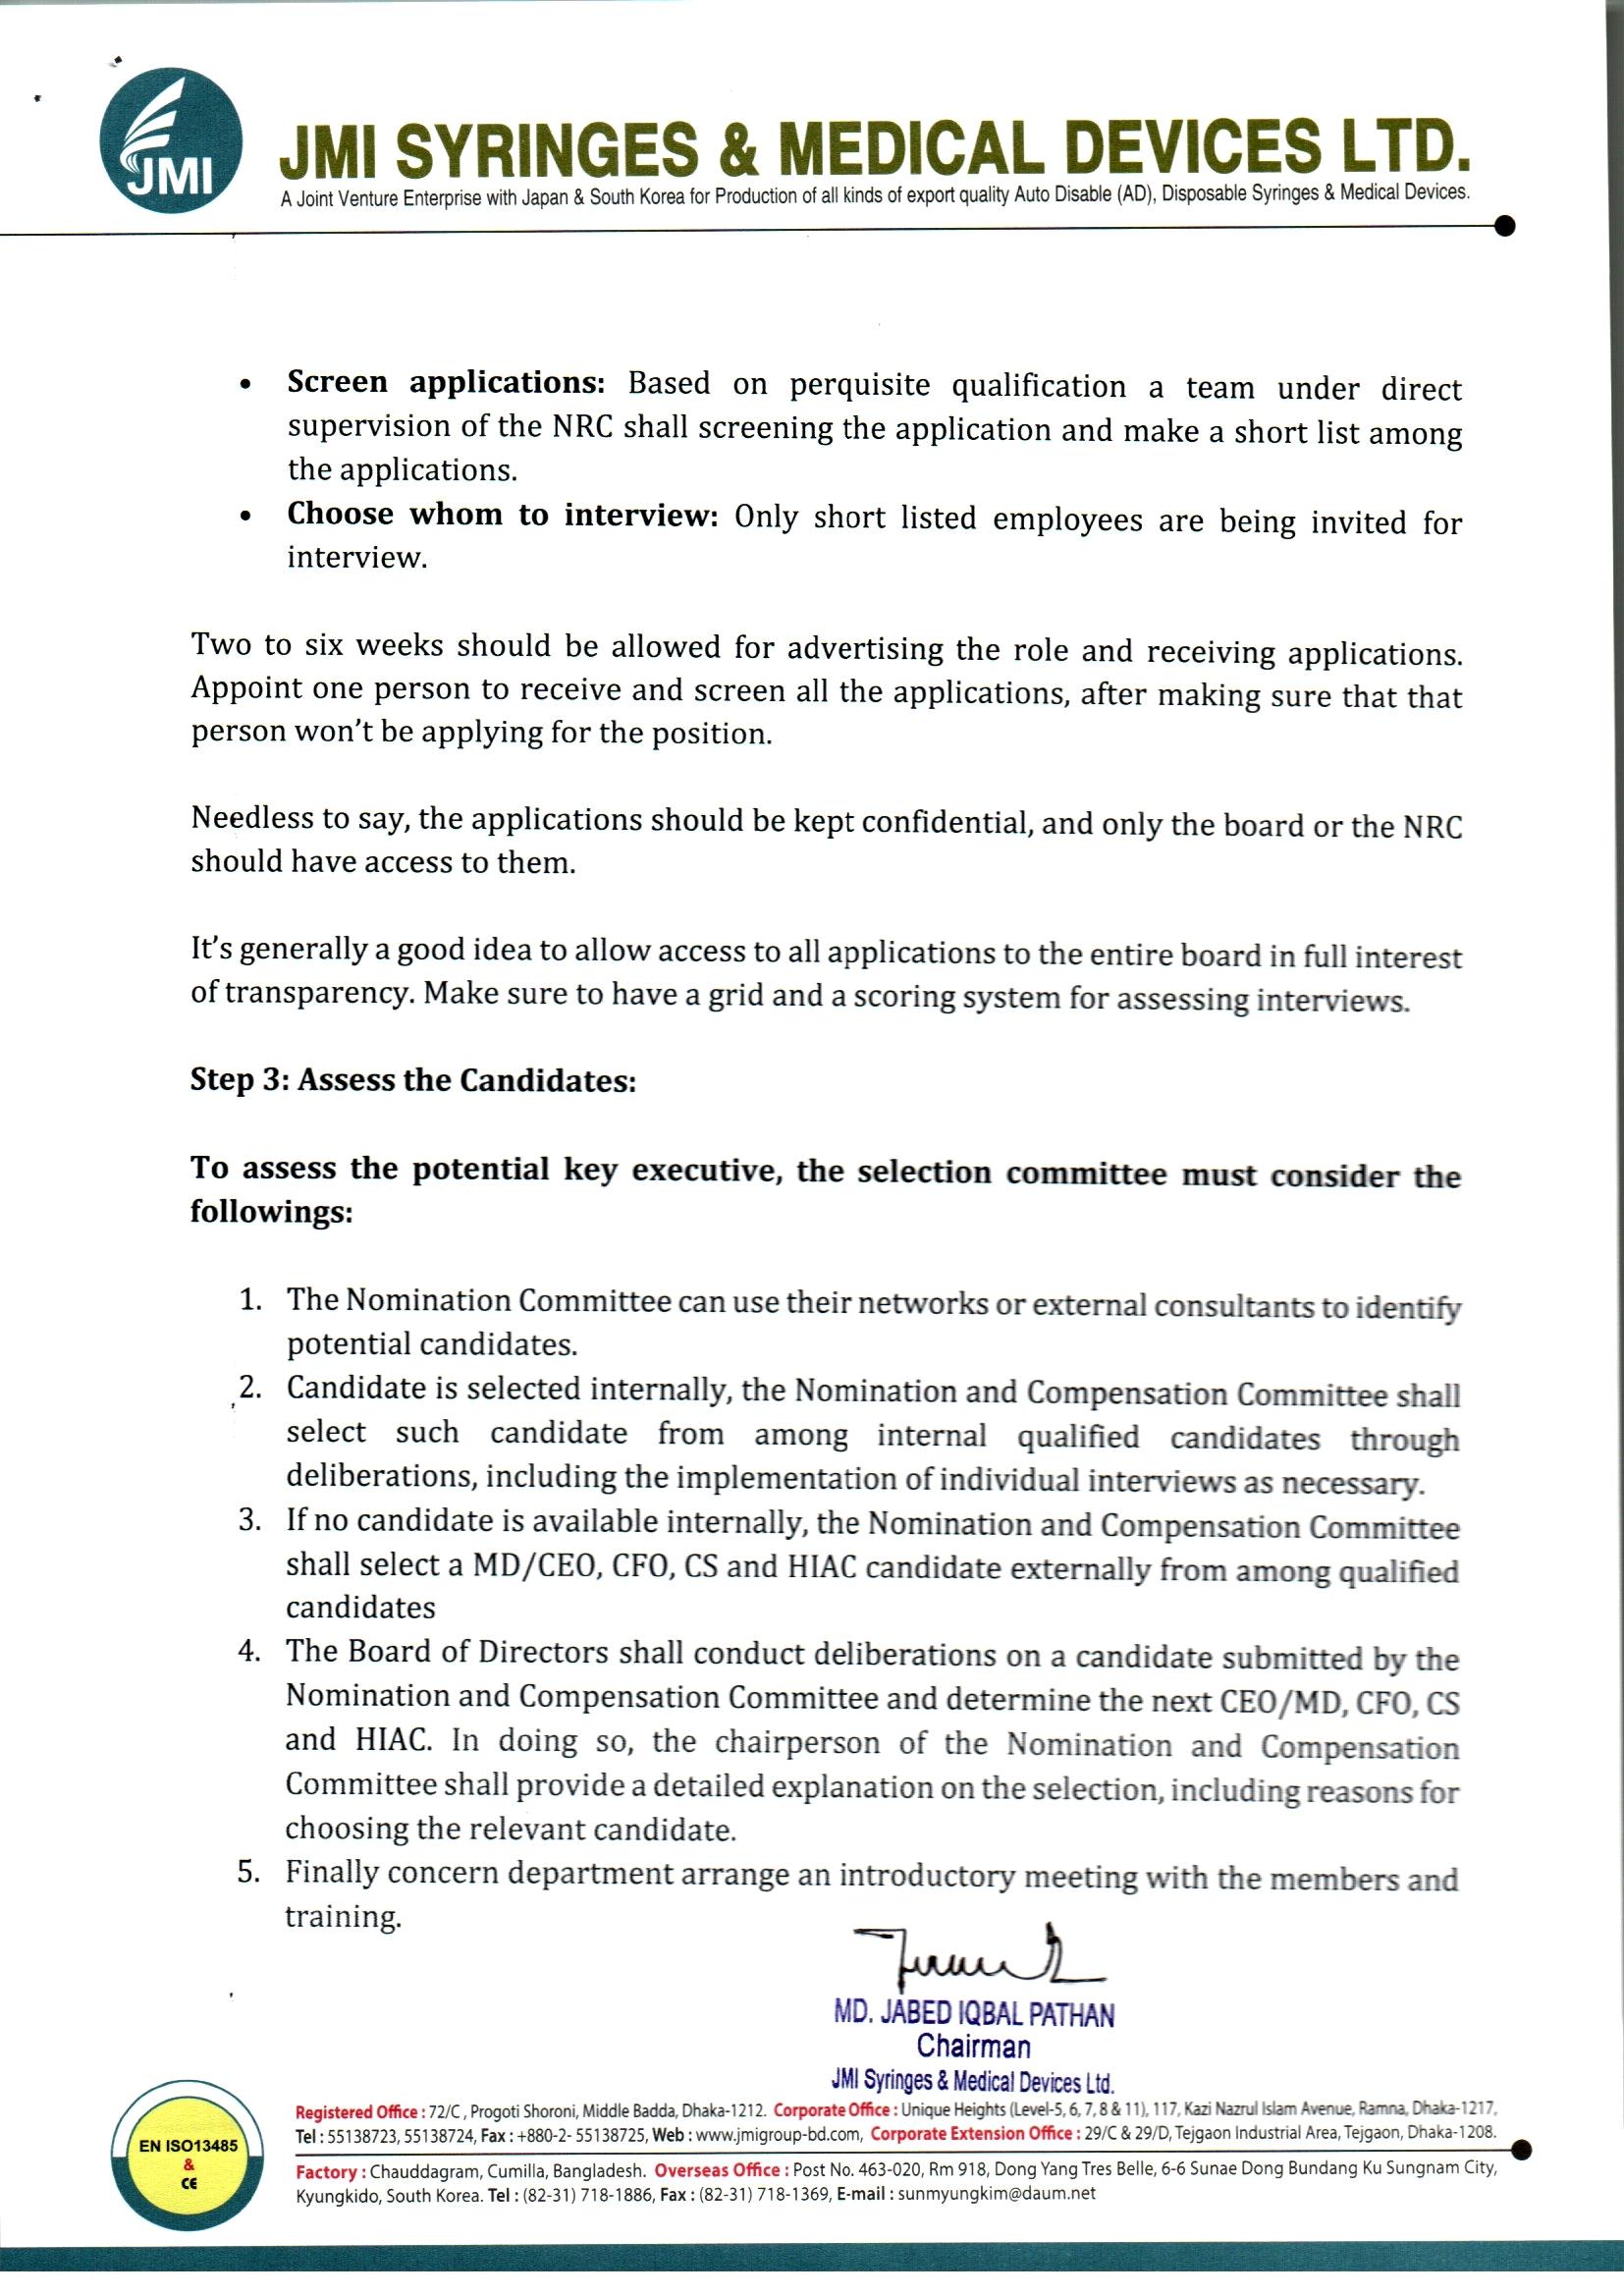 JMI
JMI SYRINGES & MEDICAL DEVICES LTD.
A Joint Venture Enterprise with Japan & South Korea for Production of all kinds of export quality Auto Disable (AD), Disposable Syringes & Medical Devices.
• Screen applications: Based on perquisite qualification a team under direct
supervision of the NRC shall screening the application and make a short list among
the applications.
• Choose whom to interview: Only short listed employees are being invited for
interview.
Two to six weeks should be allowed for advertising the role and receiving applications.
Appoint one person to receive and screen all the applications, after making sure that that
person won't be applying for the position.
Needless to say, the applications should be kept confidential, and only the board or the NRC
should have access to them.
It's generally a good idea to allow access to all applications to the entire board in full interest
of transparency. Make sure to have a grid and a scoring system for assessing interviews.
Step 3: Assess the Candidates:
To assess the potential key executive, the selection committee must consider the
followings:
1. The Nomination Committee can use their networks or external consultants to identify
potential candidates.
2. Candidate is selected internally, the Nomination and Compensation Committee shall
select such candidate from among internal qualified candidates through
deliberations, including the implementation of individual interviews as necessary.
3. If no candidate is available internally, the Nomination and Compensation Committee
shall select a MD/CEO, CFO, CS and HIAC candidate externally from among qualified
candidates
4. The Board of Directors shall conduct deliberations on a candidate submitted by the
Nomination and Compensation Committee and determine the next CEO/MD, CFO, CS
and HIAC. In doing so, the chairperson of the Nomination and Compensation
Committee shall provide a detailed explanation on the selection, including reasons for
choosing the relevant candidate.
5. Finally concern department arrange an introductory meeting with the members and
training.
MD. JABED IQBAL PATHAN
Chairman
JMI Syringes & Medical Devices Ltd.
EN ISO13485
&
CE
Registered Office : 72/C , Progoti Shoroni, Middle Badda, Dhaka-1212. Corporate Office : Unique Heights (Level-5, 6, 7, 8 & 11), 117, Kazi Nazrul Islam Avenue, Ramna, Dhaka-1217,
Tel : 55138723, 55138724, Fax : +880-2- 55138725, Web : www.jmigroup-bd.com, Corporate Extension Office : 29/C & 29/D, Tejgaon Industrial Area, Tejgaon, Dhaka-1208.
Factory : Chauddagram, Cumilla, Bangladesh. Overseas Office : Post No. 463-020, Rm 918, Dong Yang Tres Belle, 6-6 Sunae Dong Bundang Ku Sungnam City,
Kyungkido, South Korea. Tel : (82-31) 718-1886, Fax : (82-31) 718-1369, E-mail : sunmyungkim@daum.net